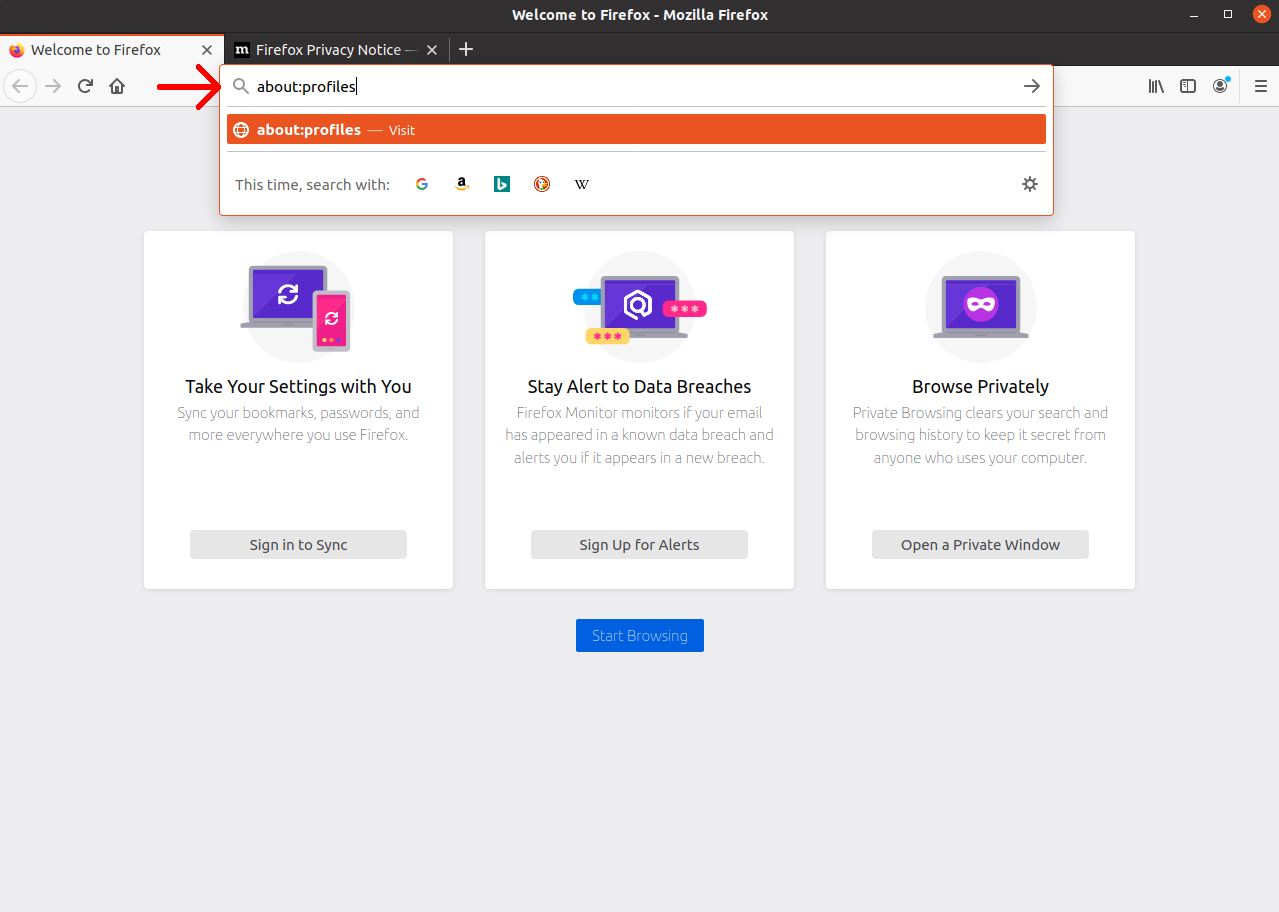 Welcome to Firefox - Mozilla Firefox
Welcome to Firefox
m Firefox Privacy Notice —
about:profiles
about:profiles — Visit
This time, search with: G a b W
Take Your Settings with You
Sync your bookmarks, passwords, and
more everywhere you use Firefox.
Sign in to Sync
***
***
***
Stay Alert to Data Breaches
Firefox Monitor monitors if your email
has appeared in a known data breach and
alerts you if it appears in a new breach.
Sign Up for Alerts
Browse Privately
Private Browsing clears your search and
browsing history to keep it secret from
anyone who uses your computer.
Open a Private Window
Start Browsing